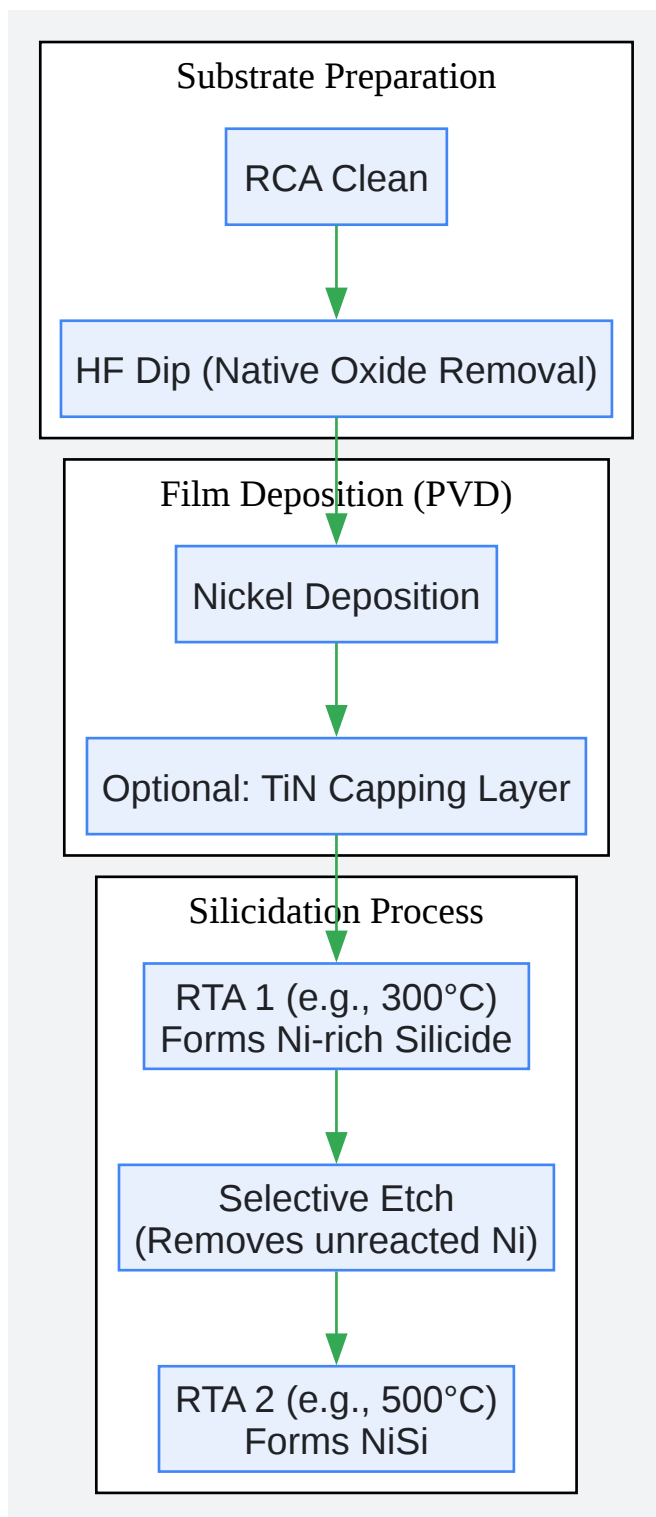 Substrate Preparation
RCA Clean
HF Dip (Native Oxide Removal)
Film Deposition (PVD)
Nickel Deposition
Optional: TiN Capping Layer
Silicidation Process
RTA 1 (e.g., 300°C)
Forms Ni-rich Silicide
Selective Etch
(Removes unreacted Ni)
RTA 2 (e.g., 500°C)
Forms NiSi